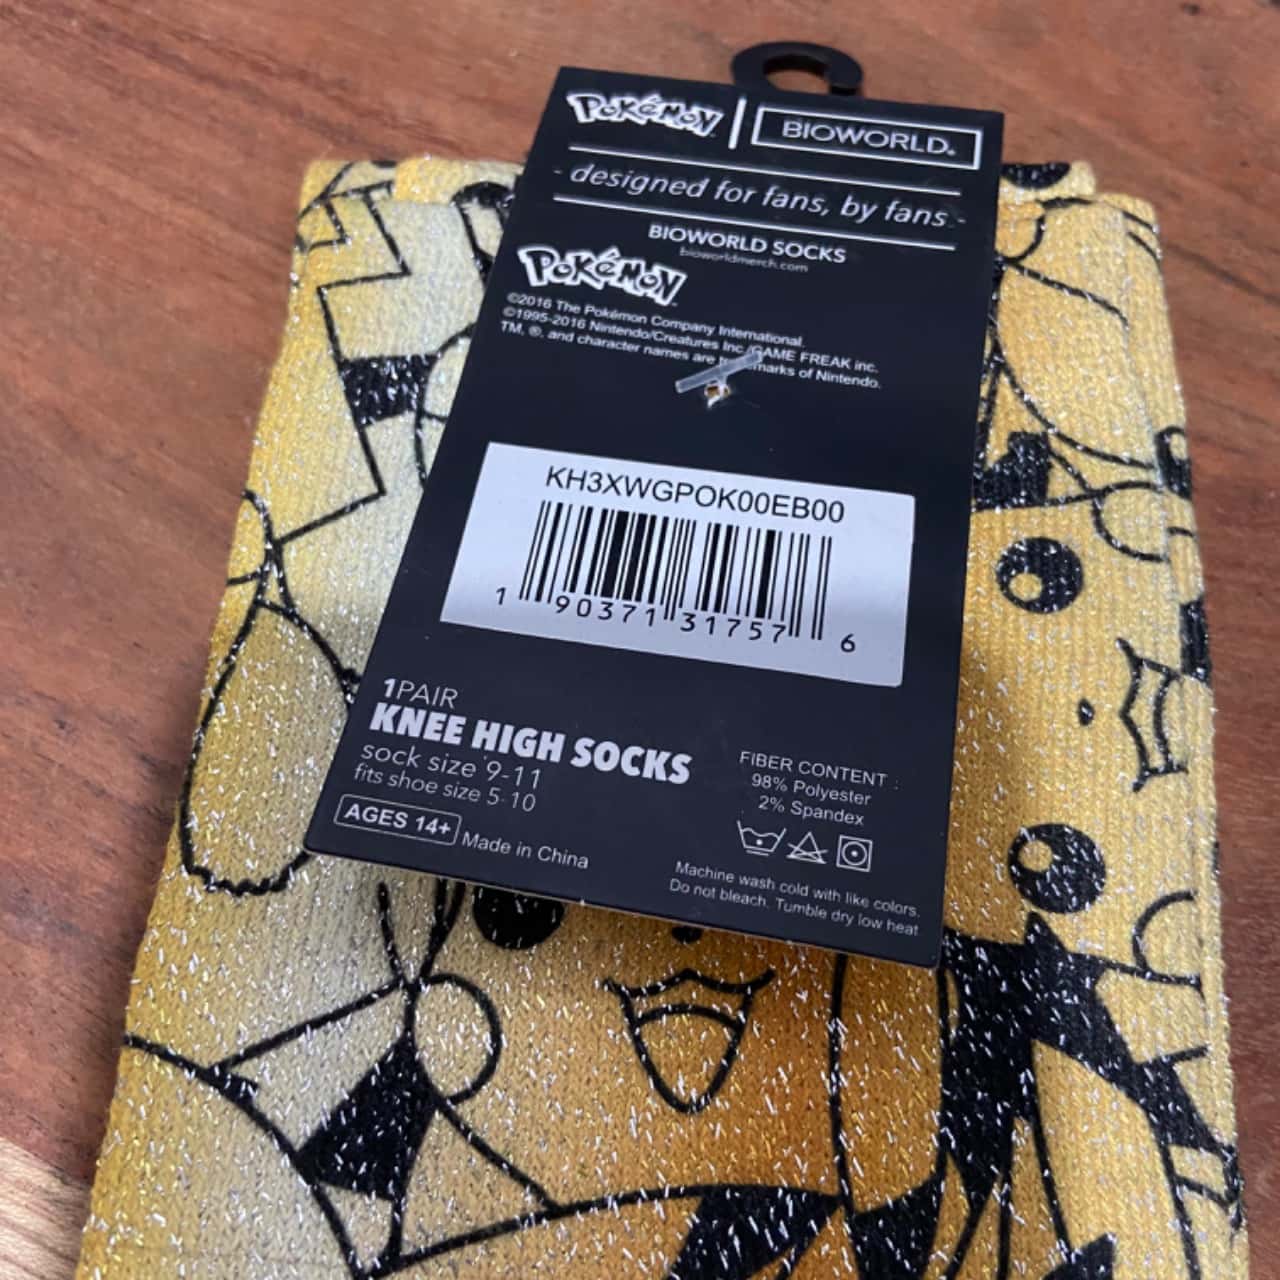 POKéMON BIOWORLD®
- designed for fans, by fans -
BIOWORLD SOCKS
bioworldmerch.com
POKéMON
©2016 The Pokémon Company International.
©1995-2016 Nintendo/Creatures Inc./GAME FREAK inc.
TM, ®, and character names are of Nintendo.
KH3XWGPOK00EB00
1 90371 31757 6
1PAIR
KNEE HIGH SOCKS
sock size 9-11
fits shoe size 5-10
AGES 14+ Made in China
FIBER CONTENT :
98% Polyester
2% Spandex
Machine wash cold with like colors.
Do not bleach. Tumble dry low heat